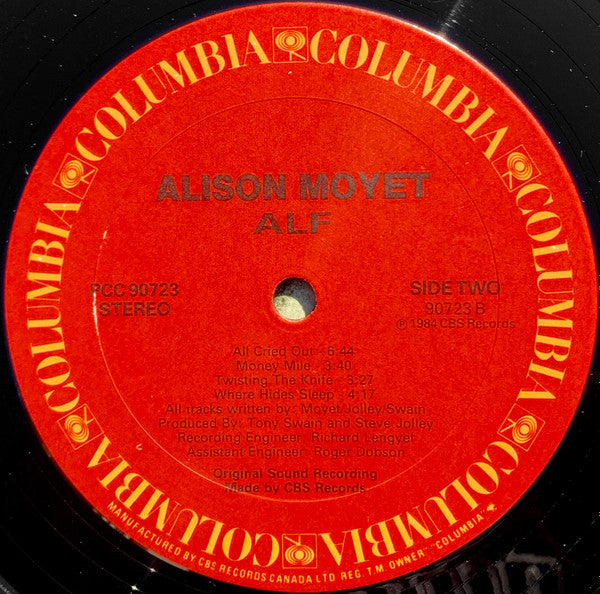 COLUMBIA COLUMBIA COLUMBIA COLUMBIA COLUMBIA COLUMBIA
ALISON MOYET
ALF
PCC 90723
STEREO
SIDE TWO
90723 B
℗ 1984 CBS Records
All Cried Out - 6:44
Money Mile - 3:40
Twisting The Knife - 3:27
Where Hides Sleep - 4:17
All tracks written by: Moyet/Jolley/Swain
Produced By: Tony Swain and Steve Jolley
Recording Engineer: Richard Lengyel
Assistant Engineer: Roger Dobson
Original Sound Recording
Made by CBS Records
MANUFACTURED BY CBS RECORDS CANADA LTD REG. T.M. OWNER "COLUMBIA"